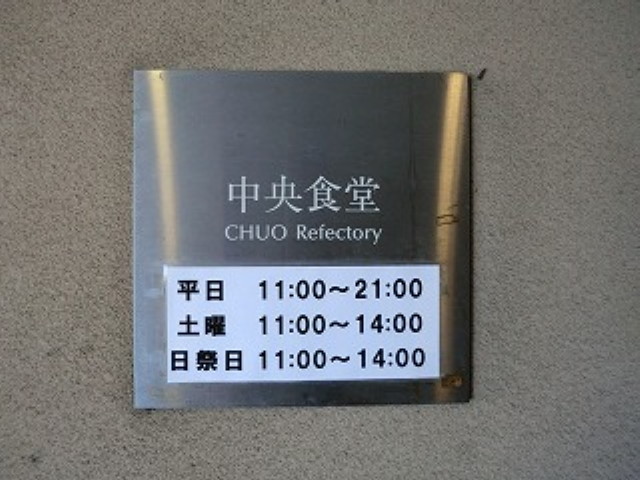 中央食堂
CHUO Refectory
平日 11:00～21:00
土曜 11:00～14:00
日祭日 11:00～14:00